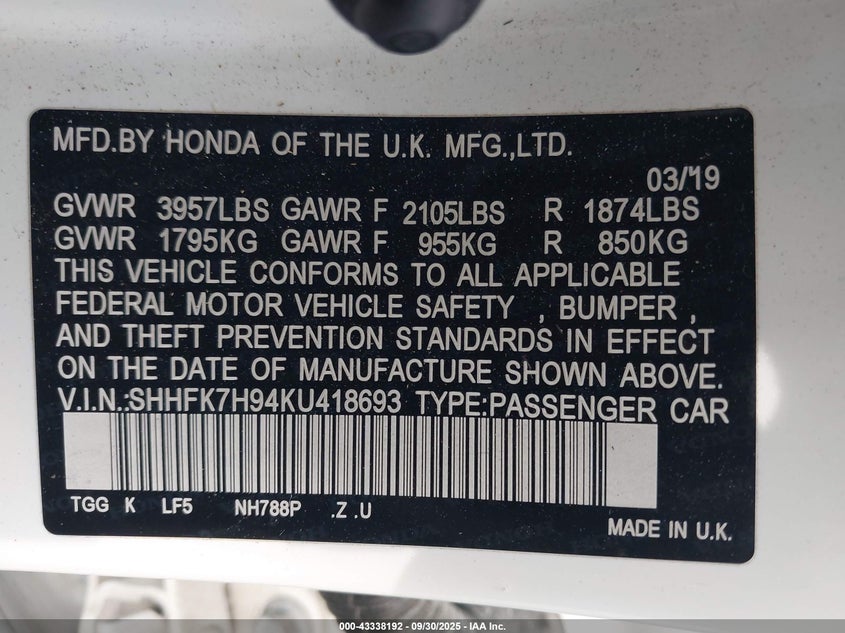 MFD.BY HONDA OF THE U.K. MFG.,LTD.
03/19
GVWR 3957LBS GAWR F 2105LBS R 1874LBS
GVWR 1795KG GAWR F 955KG R 850KG
THIS VEHICLE CONFORMS TO ALL APPLICABLE
FEDERAL MOTOR VEHICLE SAFETY , BUMPER ,
AND THEFT PREVENTION STANDARDS IN EFFECT
ON THE DATE OF MANUFACTURE SHOWN ABOVE.
V.I.N.:SHHFK7H94KU418693 TYPE:PASSENGER CAR
TGG K LF5 NH788P .Z .U
MADE IN U.K.
000-43338192 - 09/30/2025 - IAA Inc.